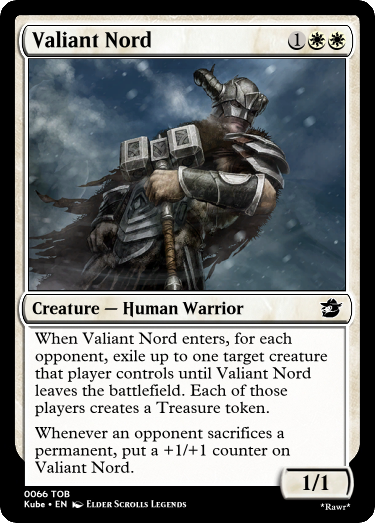 Valiant Nord 1
Creature — Human Warrior
When Valiant Nord enters, for each
opponent, exile up to one target creature
that player controls until Valiant Nord
leaves the battlefield. Each of those
players creates a Treasure token.
Whenever an opponent sacrifices a
permanent, put a +1/+1 counter on
Valiant Nord.
1/1
0066 TOB
Kube • EN Elder Scrolls Legends
*Rawr*